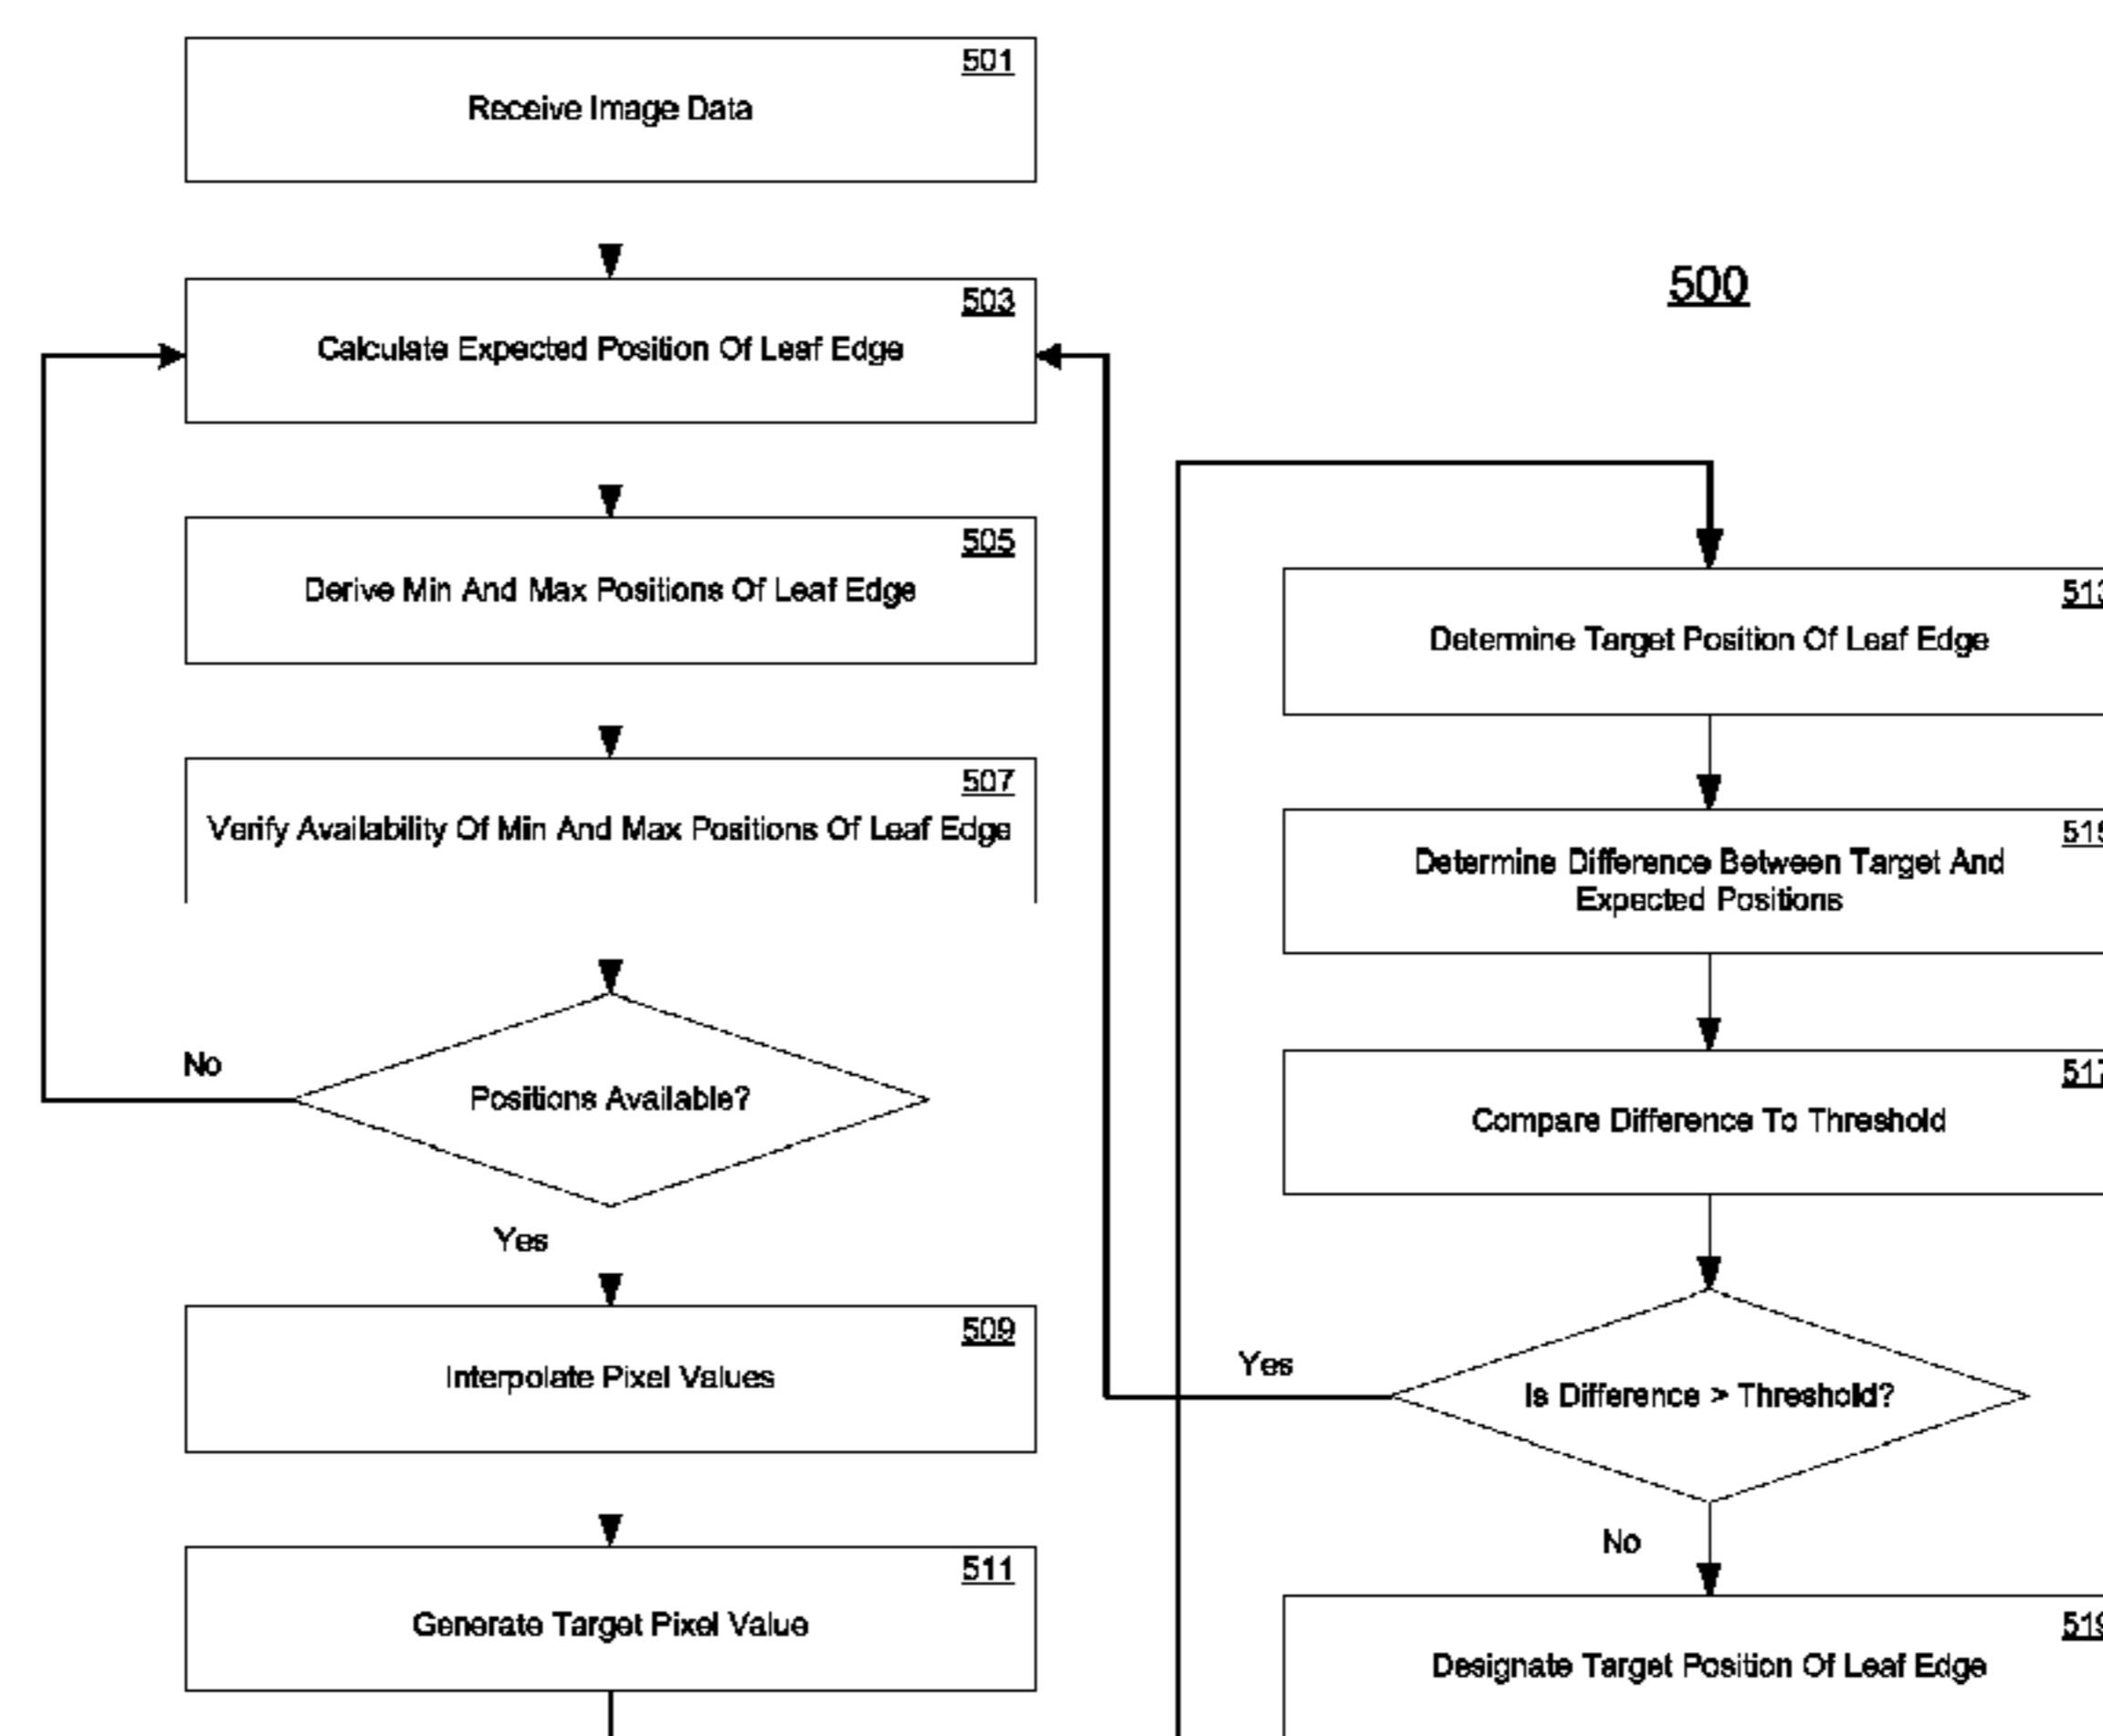 501
Receive Image Data
503
Calculate Expected Position Of Leaf Edge
505
Derive Min And Max Positions Of Leaf Edge
507
Verify Availability Of Min And Max Positions Of Leaf Edge
No
Positions Available?
Yes
509
Interpolate Pixel Values
511
Generate Target Pixel Value
500
Determine Target Position Of Leaf Edge
Determine Difference Between Target And
Expected Positions
Compare Difference To Threshold
Yes
Is Difference > Threshold?
No
Designate Target Position Of Leaf Edge